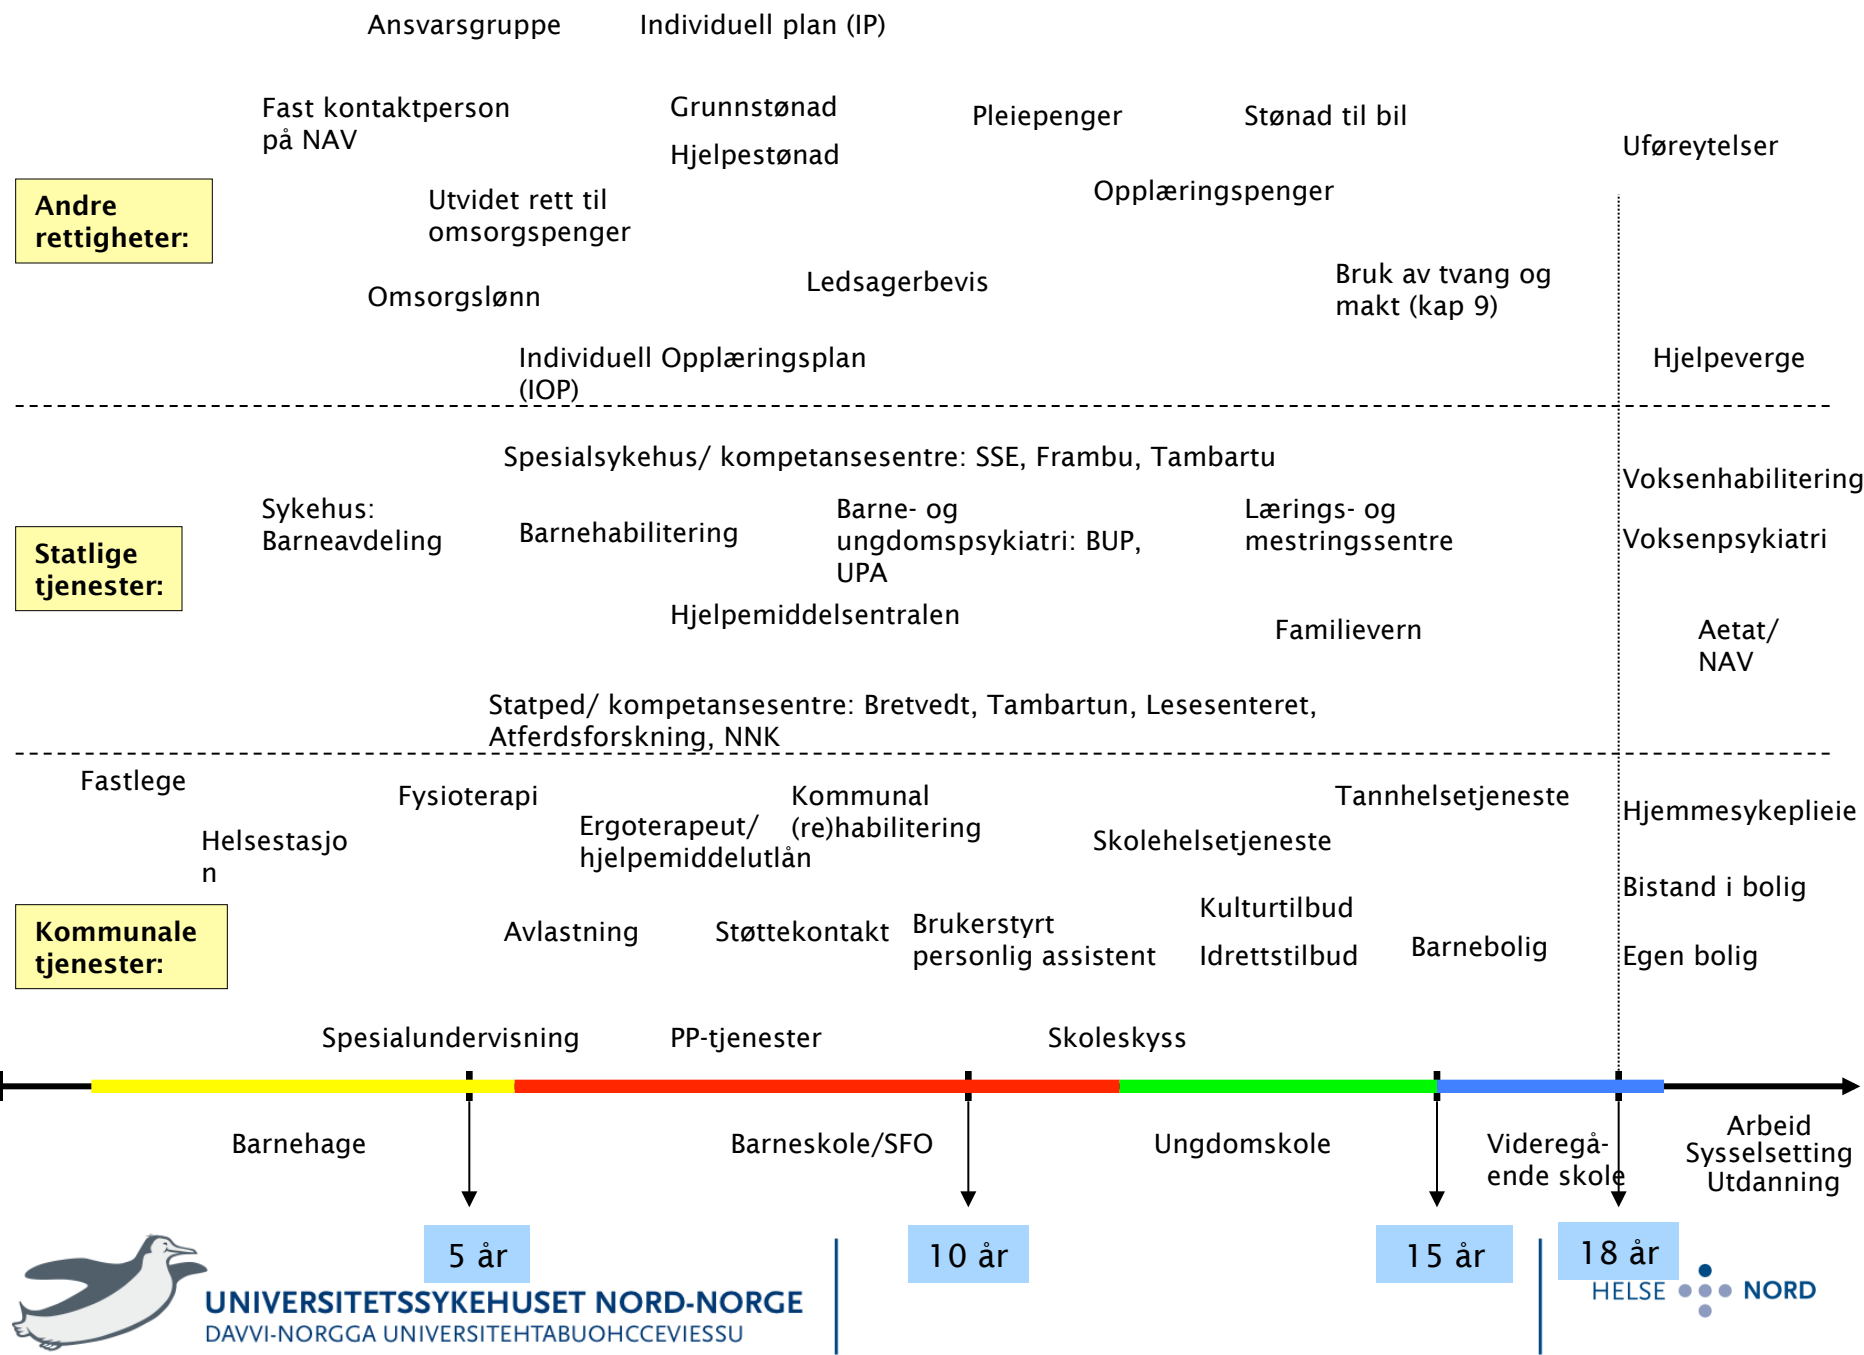 Ansvarsgruppe
Individuell plan (IP)
Fast kontaktperson
på NAV
Grunnstønad
Hjelpestønad
Pleiepenger
Stønad til bil
Uføreytelser
Andre
rettigheter:
Utvidet rett til
omsorgspenger
Opplæringspenger
Omsorgslønn
Ledsagerbevis
Bruk av tvang og
makt (kap 9)
Individuell Opplæringsplan
(IOP)
Hjelpeverge
Spesialsykehus/ kompetansesentre: SSE, Frambu, Tambartu
Voksenhabilitering
Statlige
tjenester:
Sykehus:
Barneavdeling
Barnehabilitering
Barne- og
ungdomspsykiatri: BUP,
UPA
Lærings- og
mestringssentre
Voksenpsykiatri
Hjelpemiddelsentralen
Familievern
Aetat/
NAV
Statped/ kompetansesentre: Bretvedt, Tambartun, Lesesenteret,
Atferdsforskning, NNK
Fastlege
Helsestasjo
n
Fysioterapi
Ergoterapeut/
hjelpemiddelutlån
Kommunal
(re)habilitering
Skolehelsetjeneste
Tannhelsetjeneste
Hjemmesykeplieie
Bistand i bolig
Kommunale
tjenester:
Avlastning
Støttekontakt
Brukerstyrt
personlig assistent
Kulturtilbud
Idrettstilbud
Barnebolig
Egen bolig
Spesialundervisning
PP-tjenester
Skoleskyss
Barnehage
Barneskole/SFO
Ungdomskole
Videregå-
ende skole
Arbeid
Sysselsetting
Utdanning
5 år
10 år
15 år
18 år
UNIVERSITETSSYKEHUSET NORD-NORGE
DAVVI-NORGGA UNIVERSITEHTABUOHCCEVIESSU
HELSE NORD